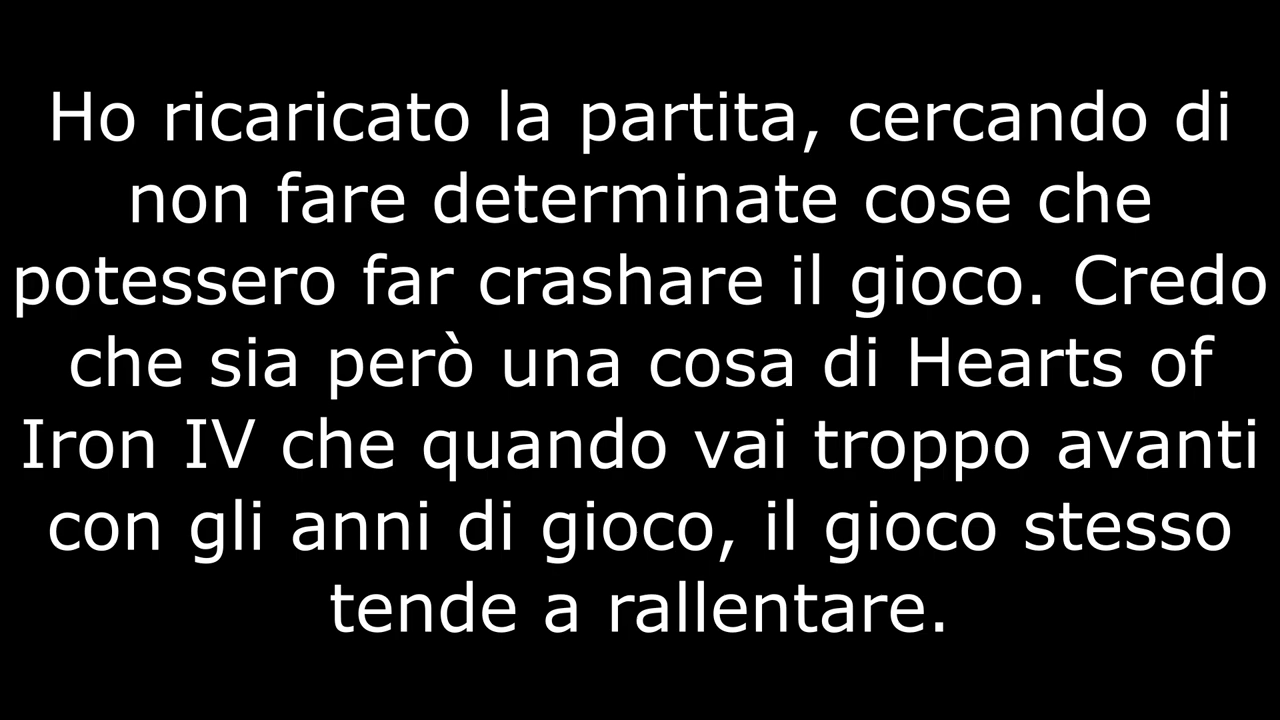 Ho ricaricato la partita, cercando di
non fare determinate cose che
potessero far crashare il gioco. Credo
che sia però una cosa di Hearts of
Iron IV che quando vai troppo avanti
con gli anni di gioco, il gioco stesso
tende a rallentare.